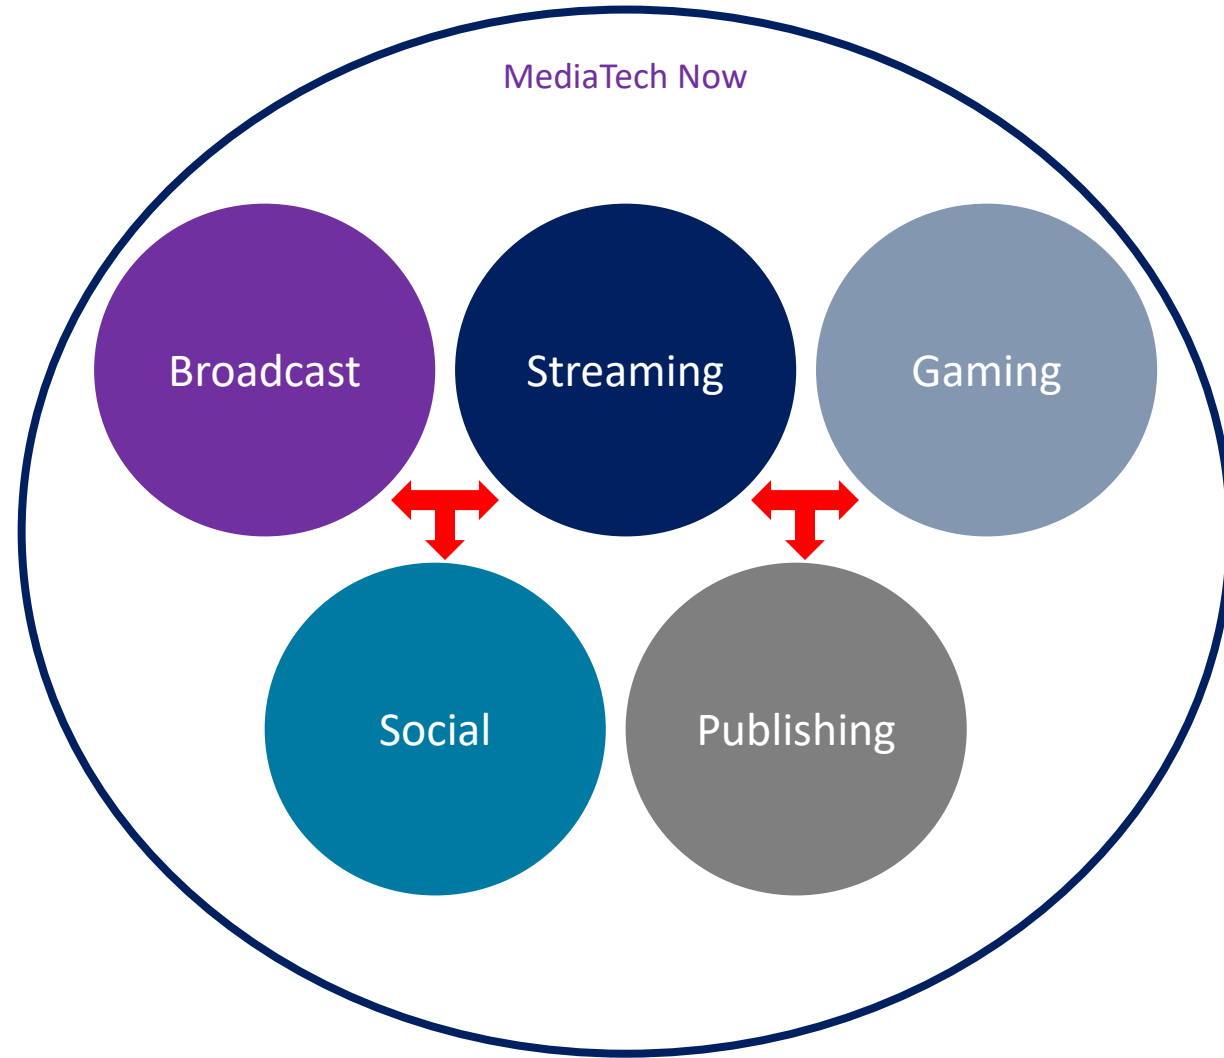 MediaTech Now
Broadcast
Streaming
Gaming
Social
Publishing